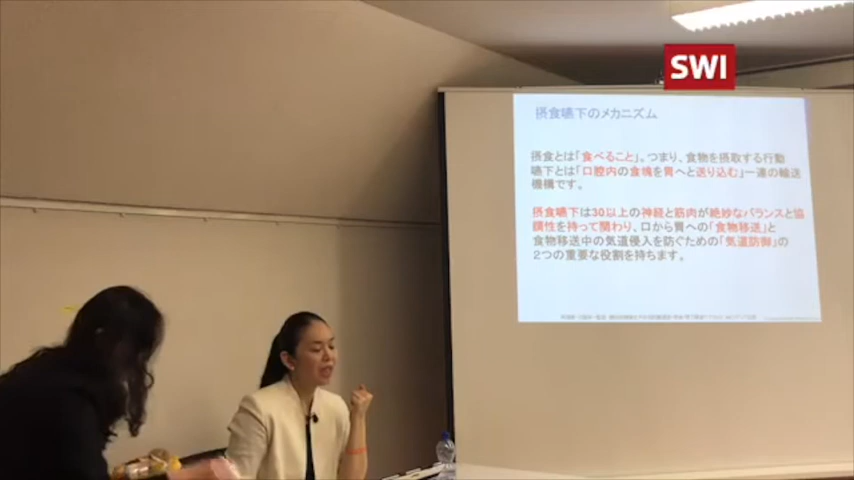 SWI
摂食嚥下のメカニズム
摂食とは「食べること」。つまり、食物を摂取する行動
嚥下とは「口腔内の食塊を胃へと送り込む」一連の輸送
機構です。
摂食嚥下は30以上の神経と筋肉が絶妙なバランスと協
調性を持って関わり、口から胃への「食物移送」と
食物移送中の気道侵入を防ぐための「気道防御」の
2つの重要な役割を持ちます。